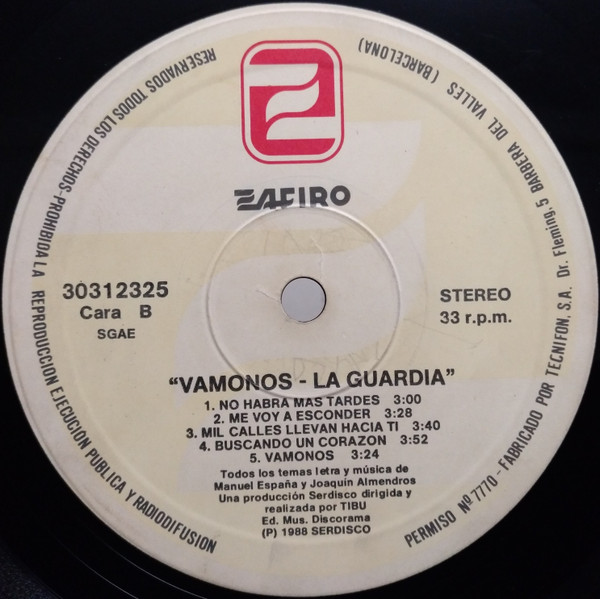 ZAFIRO
30312325
Cara B
SGAE
STEREO
33 r.p.m.
“VAMONOS - LA GUARDIA”
1. NO HABRA MAS TARDES 3:00
2. ME VOY A ESCONDER 3:28
3. MIL CALLES LLEVAN HACIA TI 3:40
4. BUSCANDO UN CORAZON 3:52
5. VAMONOS 3:24
Todos los temas letra y música de
Manuel España y Joaquín Almendros
Una producción Serdisco dirigida y
realizada por TIBU
Ed. Mus. Discorama
(P) 1988 SERDISCO
RESERVADOS TODOS LOS DERECHOS-PROHIBIDA LA REPRODUCCION EJECUCIÓN PUBLICA Y RADIODIFUSION
PERMISO Nº 7770 - FABRICADO POR TECNIFON, S.A. Dr. Fleming, 5 BARBERA DEL VALLES (BARCELONA)